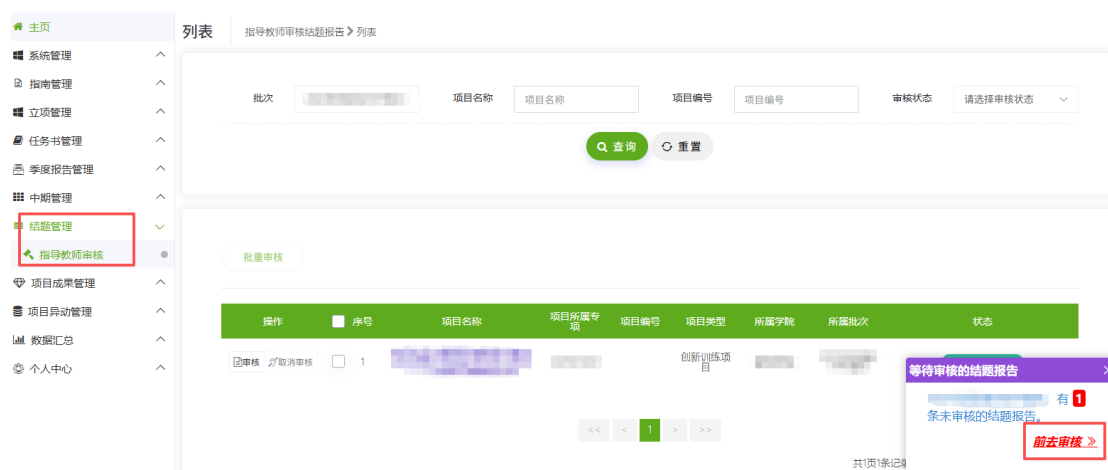 主页
系统管理
指南管理
立项管理
任务书管理
季度报告管理
中期管理
结题管理
指导教师审核
项目成果管理
项目异动管理
数据汇总
个人中心
列表 指导教师审核结题报告 列表
批次 项目名称 项目名称 项目编号 项目编号 审核状态 请选择审核状态
查询 重置
批量审核
操作 序号 项目名称 项目所属专项 项目编号 项目类型 所属学院 所属批次 状态
审核 取消审核 1 创新训练项目
<< < 1 > >>
共1页1条记
等待审核的结题报告
有 1
条未审核的结题报告。
前去审核 »